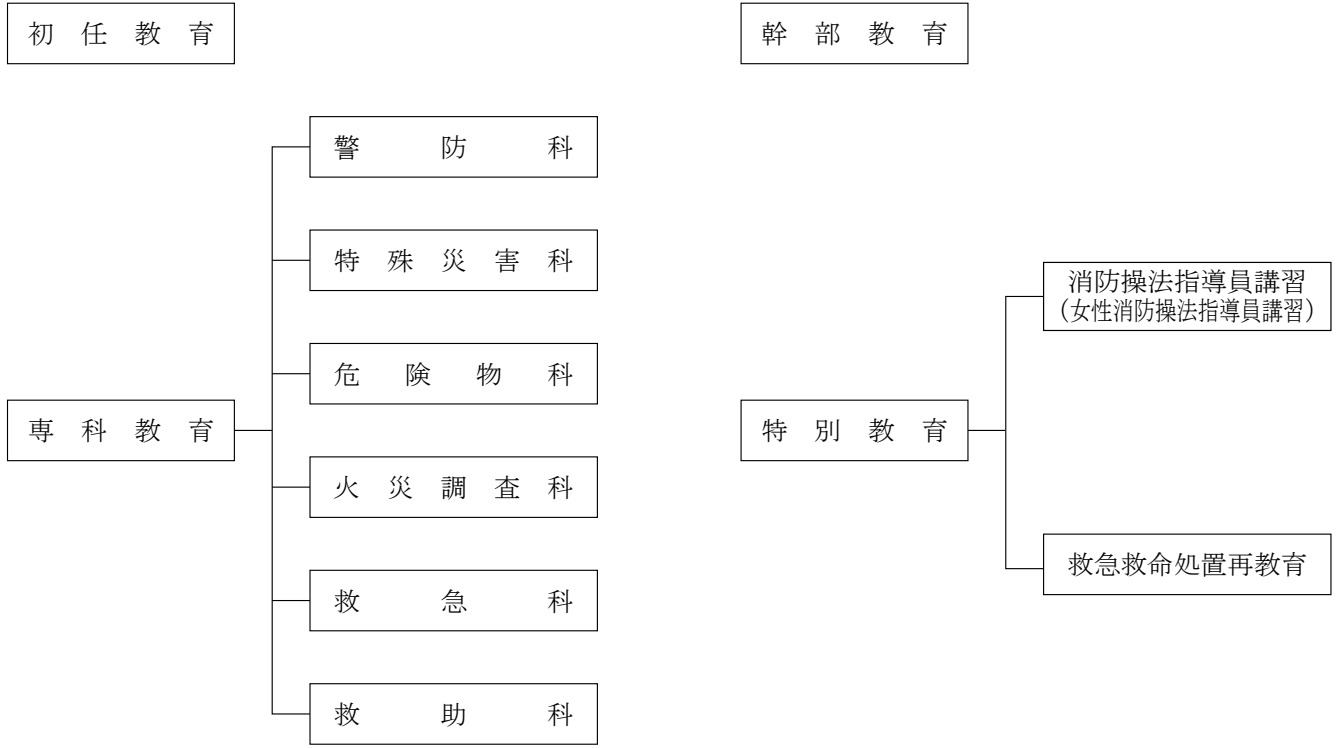 初任教育
幹部教育
専科教育
警防科
特殊災害科
危険物科
火災調査科
救急科
救助科
特別教育
消防操法指導員講習
（女性消防操法指導員講習）
救急救命処置再教育